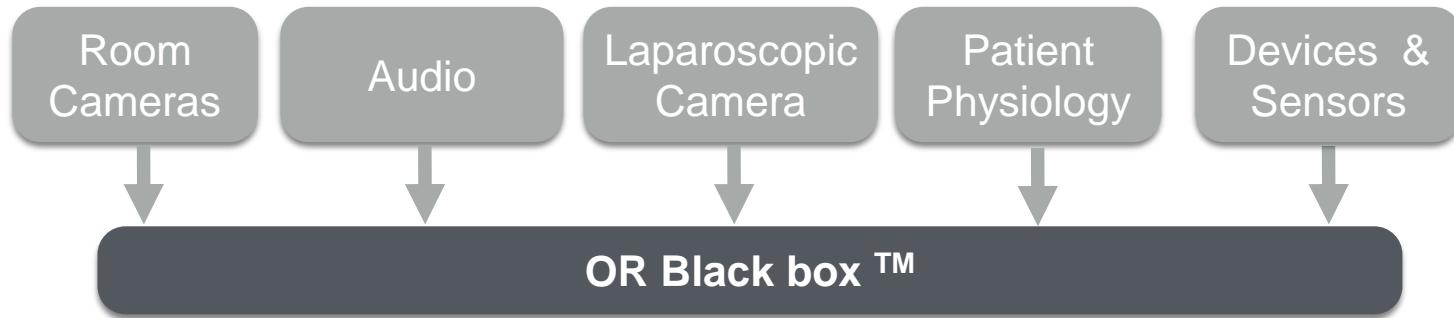 Room
Cameras
Audio
Laparoscopic
Camera
Patient
Physiology
Devices & 
Sensors
OR Black box TM